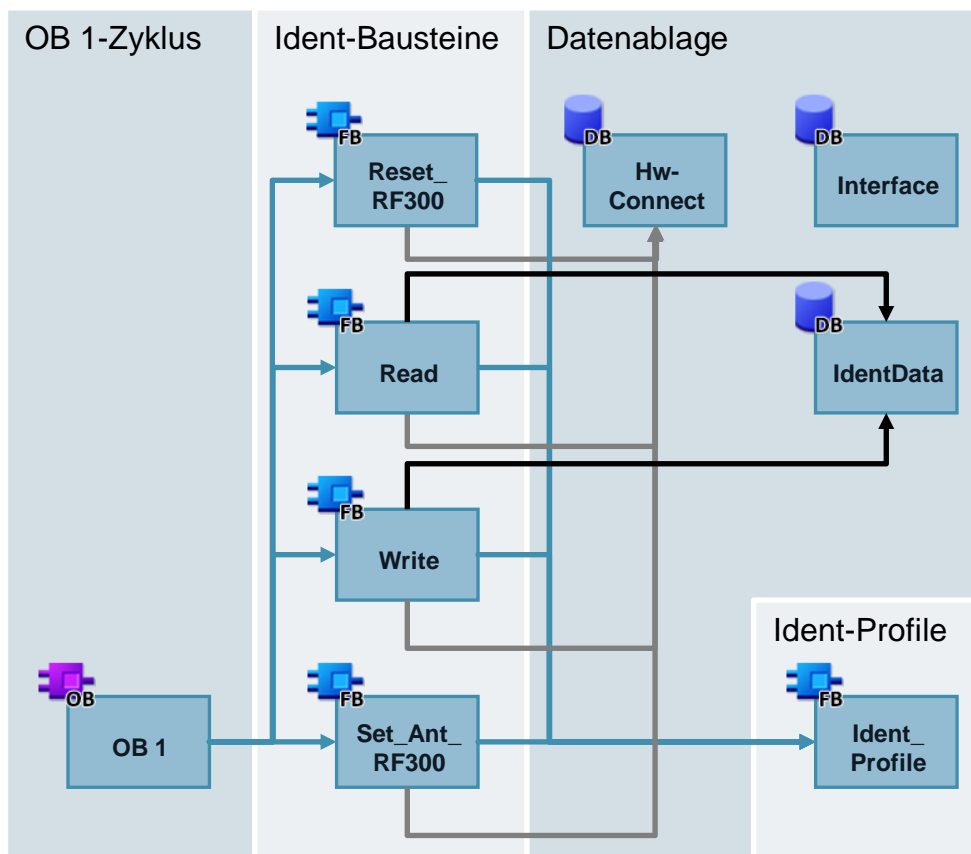 OB 1-Zyklus
Ident-Bausteine
Datenablage
FB
Reset_
RF300
DB
Hw-
Connect
DB
Interface
FB
Read
DB
IdentData
FB
Write
Ident-Profile
OB
OB 1
FB
Set_Ant_
RF300
FB
Ident_
Profile